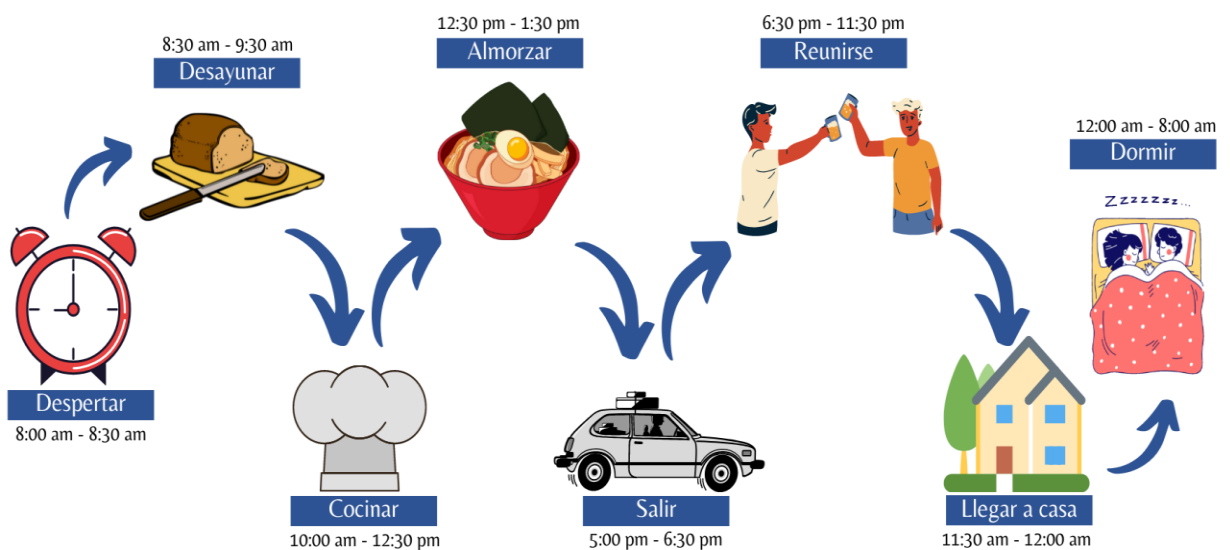 Despertar
8:00 am - 8:30 am
8:30 am - 9:30 am
Desayunar
Cocinar
10:00 am - 12:30 pm
12:30 pm - 1:30 pm
Almorzar
Salir
5:00 pm - 6:30 pm
6:30 pm - 11:30 pm
Reunirse
Llegar a casa
11:30 am - 12:00 am
12:00 am - 8:00 am
Dormir
Zzzzzzz...